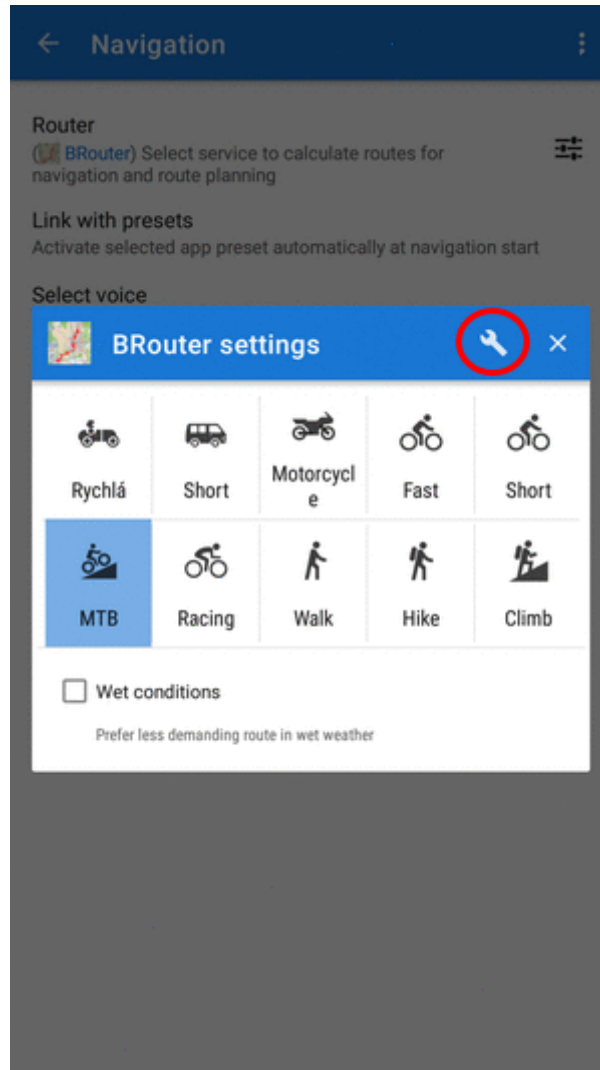 Navigation
Router
(BRouter) Select service to calculate routes for
navigation and route planning
Link with presets
Activate selected app preset automatically at navigation start
Select voice
BRouter settings
Rychlá
Short
Motorcycl
e
Fast
Short
MTB
Racing
Walk
Hike
Climb
Wet conditions
Prefer less demanding route in wet weather